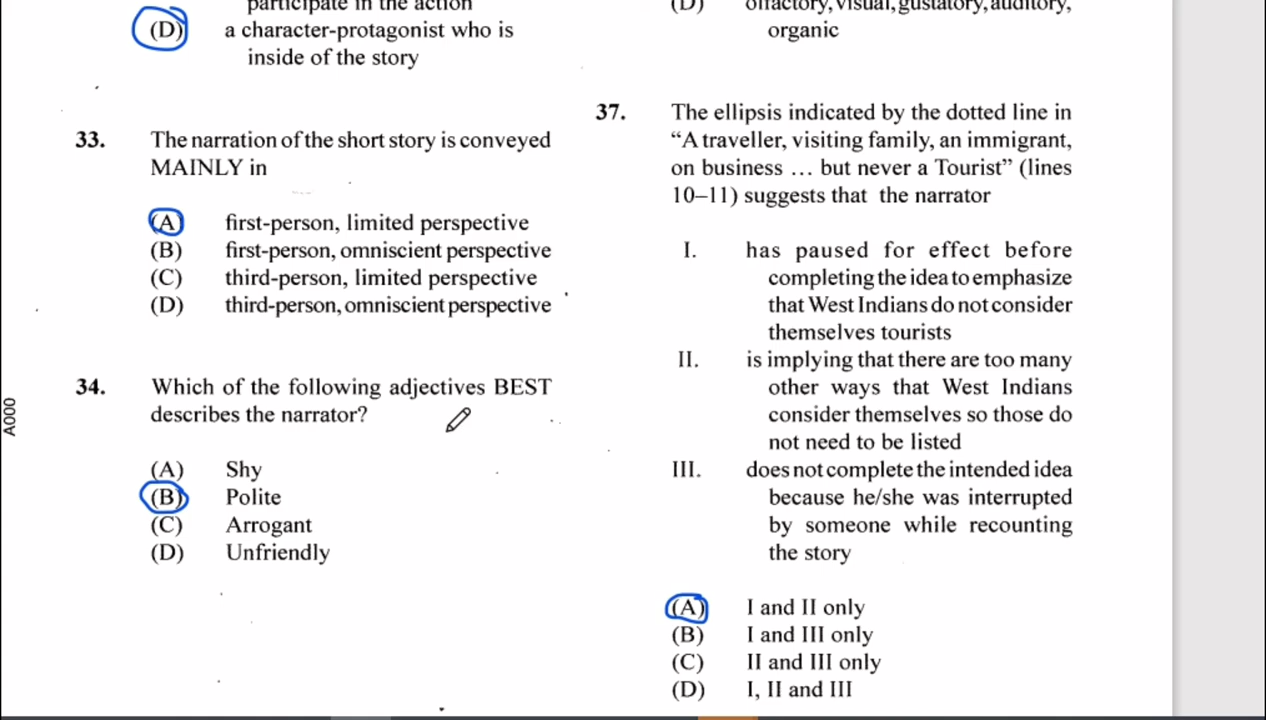 participate in the action
(D) a character-protagonist who is
inside of the story
33. The narration of the short story is conveyed
MAINLY in
(A) first-person, limited perspective
(B) first-person, omniscient perspective
(C) third-person, limited perspective
(D) third-person, omniscient perspective
34. Which of the following adjectives BEST
describes the narrator?
(A) Shy
(B) Polite
(C) Arrogant
(D) Unfriendly
A000
(D) olfactory, visual, gustatory, auditory,
organic
37. The ellipsis indicated by the dotted line in
“A traveller, visiting family, an immigrant,
on business … but never a Tourist” (lines
10–11) suggests that the narrator
I. has paused for effect before
completing the idea to emphasize
that West Indians do not consider
themselves tourists
II. is implying that there are too many
other ways that West Indians
consider themselves so those do
not need to be listed
III. does not complete the intended idea
because he/she was interrupted
by someone while recounting
the story
(A) I and II only
(B) I and III only
(C) II and III only
(D) I, II and III